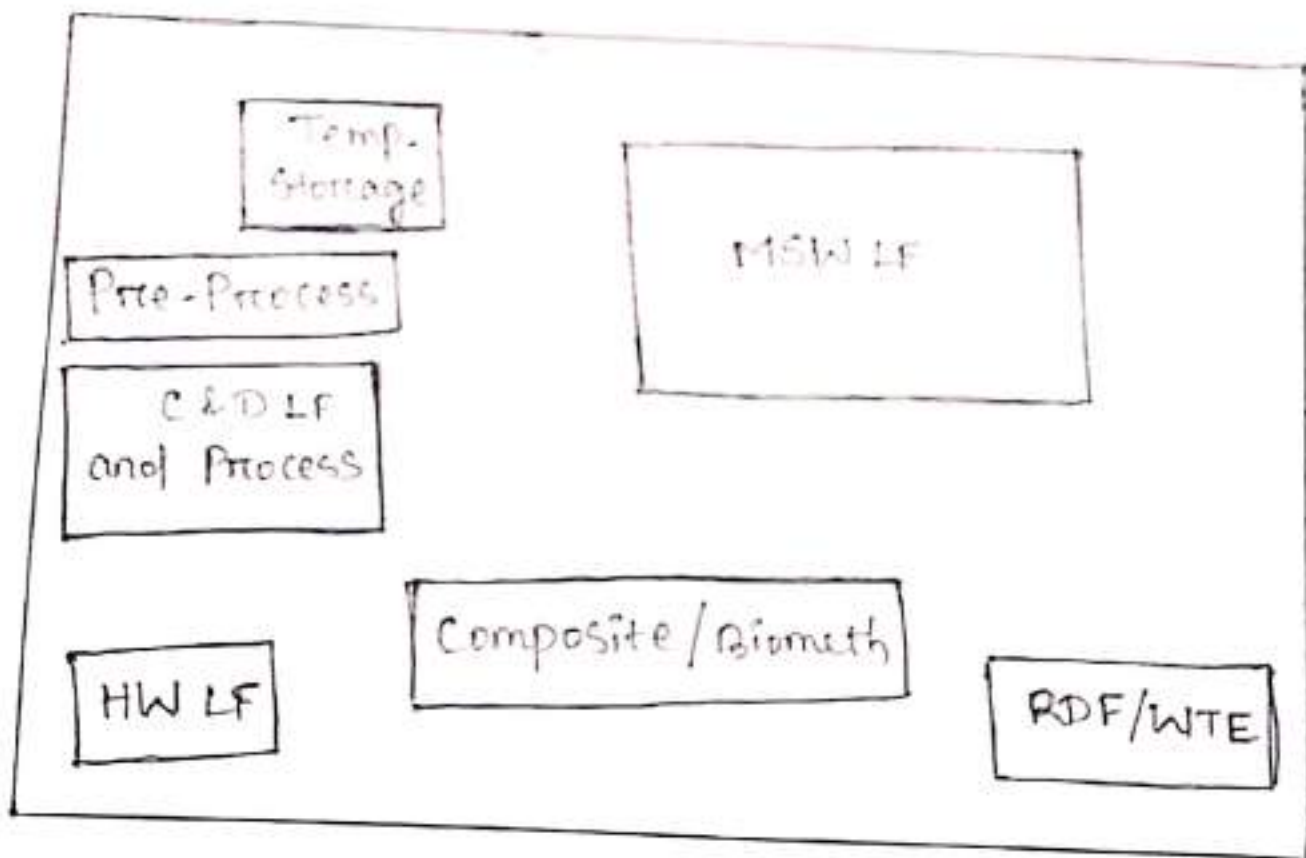 Temp.
Storage
MSW LF
Pre-Process
C & D LF
and Process
Composite/Biometh
HW LF
RDF/WTE